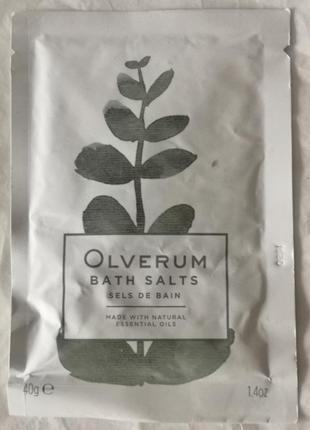 OLVERUM
BATH SALTS
SELS DE BAIN
MADE WITH NATURAL
ESSENTIAL OILS
40g ℮
1.4oz